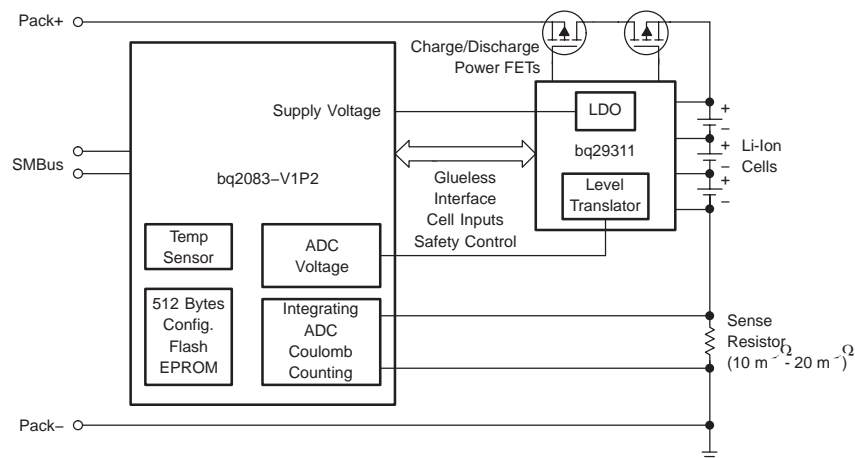 Pack+
Charge/Discharge
Power FETs
Supply Voltage
LDO
bq29311
+
−
+
−
+
−
Li-Ion
Cells
SMBus
bq2083−V1P2
Glueless
Interface
Cell Inputs
Safety Control
Level
Translator
Temp
Sensor
ADC
Voltage
512 Bytes
Config.
Flash
EPROM
Integrating
ADC
Coulomb
Counting
Sense
Resistor
(10 mΩ - 20 mΩ)
Pack−